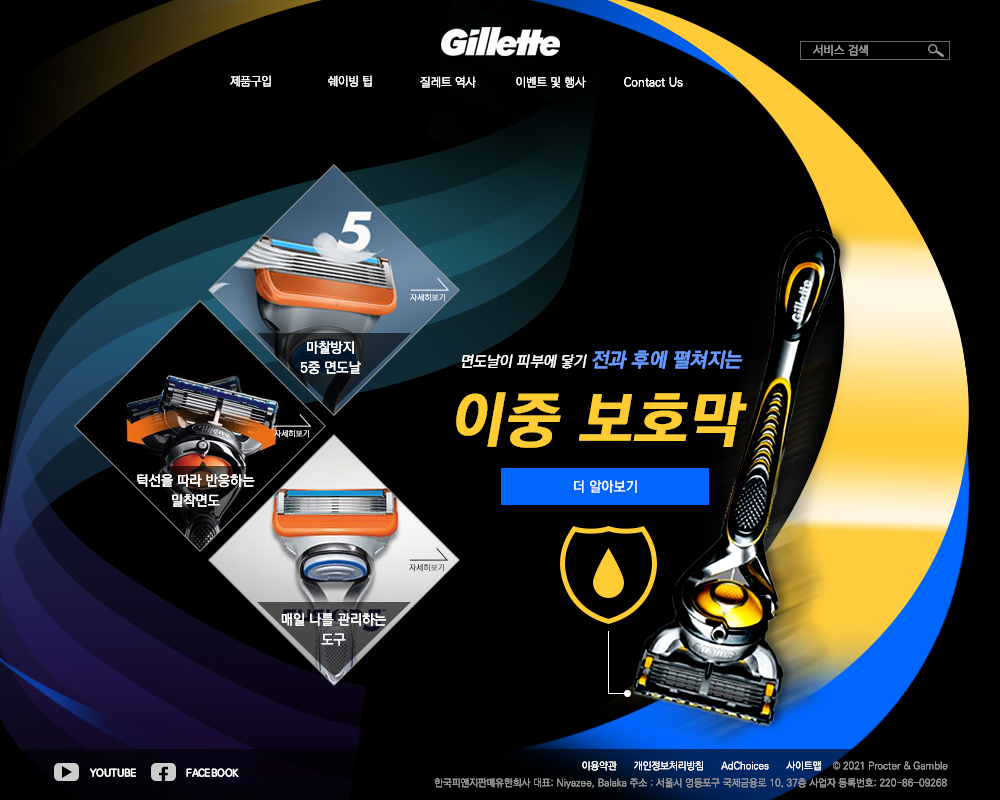 Gillette
서비스 검색
제품구입
쉐이빙 팁
질레트 역사
이벤트 및 행사
Contact Us
5
자세히보기
마찰방지
5중 면도날
자세히보기
턱선을 따라 반응하는
밀착면도
자세히보기
매일 나를 관리하는
도구
면도날이 피부에 닿기 전과 후에 펼쳐지는
이중 보호막
더 알아보기
Gillette
YOUTUBE
FACEBOOK
이용약관 개인정보처리방침 AdChoices 사이트맵 © 2021 Procter & Gamble
한국피앤지판매유한회사 대표: Niyazee, Balaka 주소 : 서울시 영등포구 국제금융로 10, 37층 사업자 등록번호: 220-86-09268